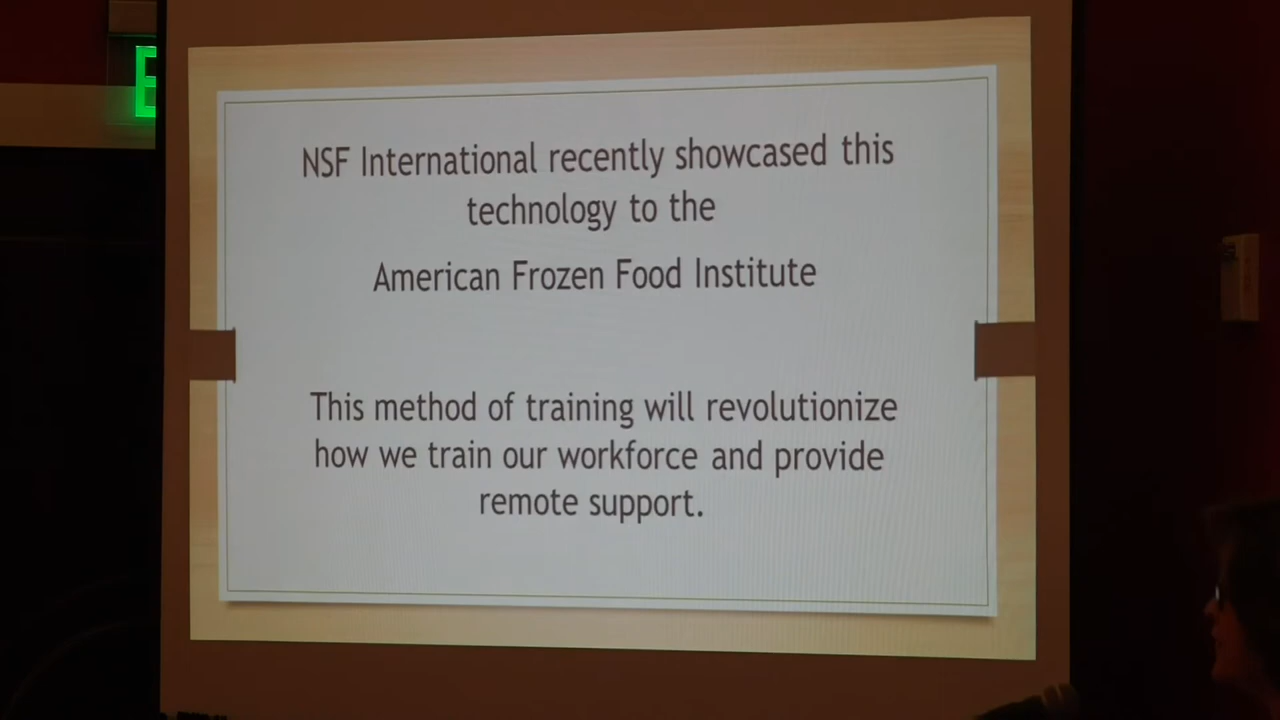 NSF International recently showcased this
technology to the
American Frozen Food Institute
This method of training will revolutionize
how we train our workforce and provide
remote support.
E